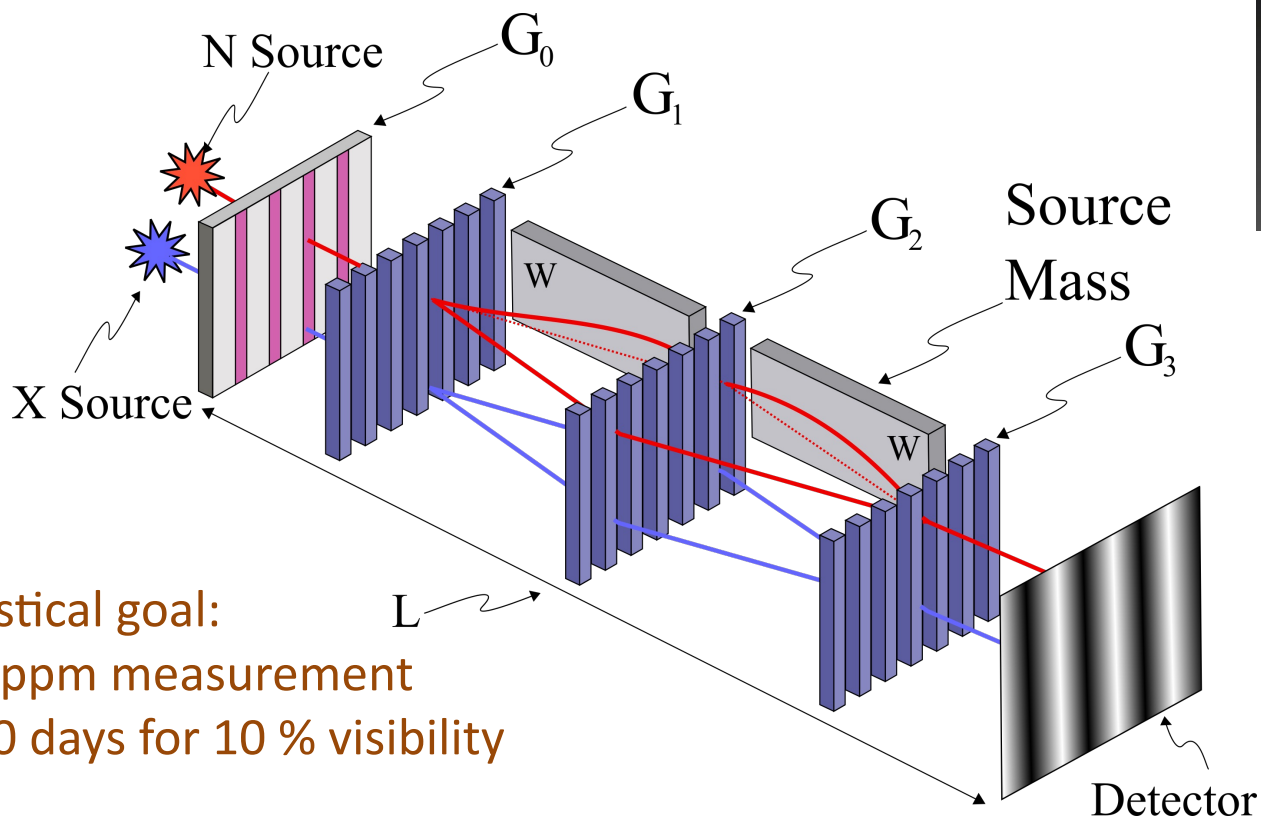 N Source
G₀
G₁
W
G₂
Source
Mass
W
G₃
X Source
L
stical goal:
ppm measurement
0 days for 10 % visibility
Detector